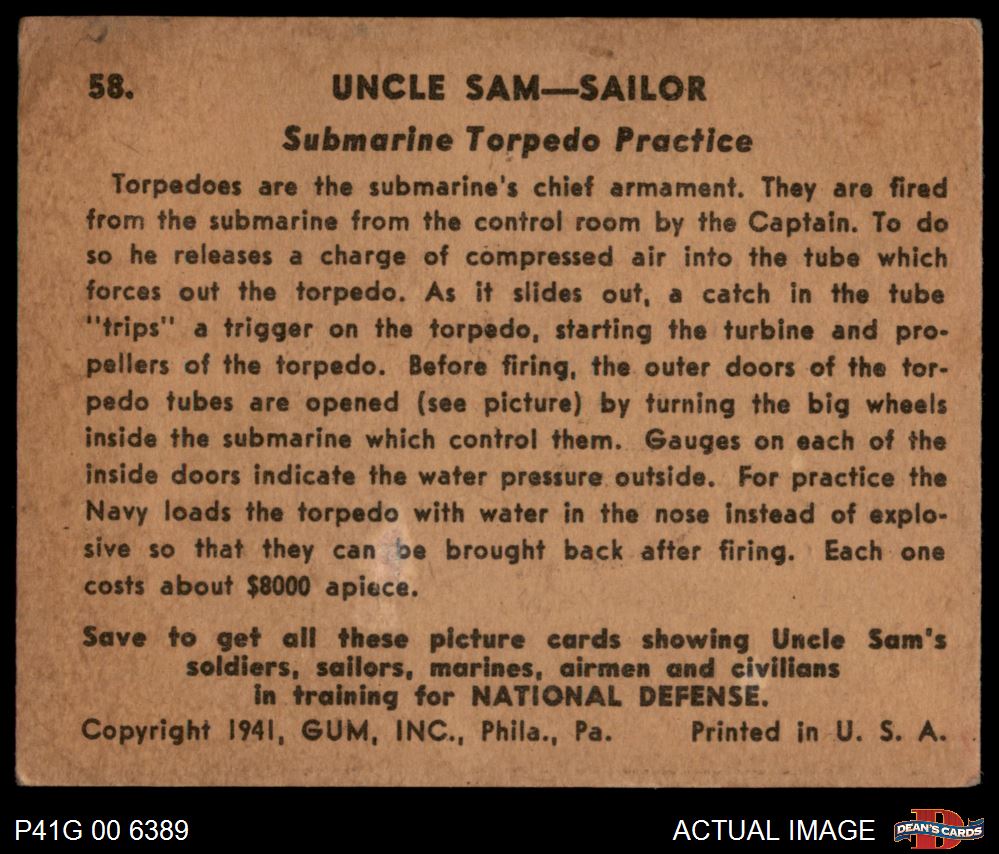 58. UNCLE SAM—SAILOR
Submarine Torpedo Practice
Torpedoes are the submarine's chief armament. They are fired
from the submarine from the control room by the Captain. To do
so he releases a charge of compressed air into the tube which
forces out the torpedo. As it slides out, a catch in the tube
"trips" a trigger on the torpedo, starting the turbine and pro-
pellers of the torpedo. Before firing, the outer doors of the tor-
pedo tubes are opened (see picture) by turning the big wheels
inside the submarine which control them. Gauges on each of the
inside doors indicate the water pressure outside. For practice the
Navy loads the torpedo with water in the nose instead of explo-
sive so that they can be brought back after firing. Each one
costs about $8000 apiece.
Save to get all these picture cards showing Uncle Sam's
soldiers, sailors, marines, airmen and civilians
in training for NATIONAL DEFENSE.
Copyright 1941, GUM, INC., Phila., Pa. Printed in U. S. A.
P41G 00 6389 ACTUAL IMAGE DEAN'S CARDS